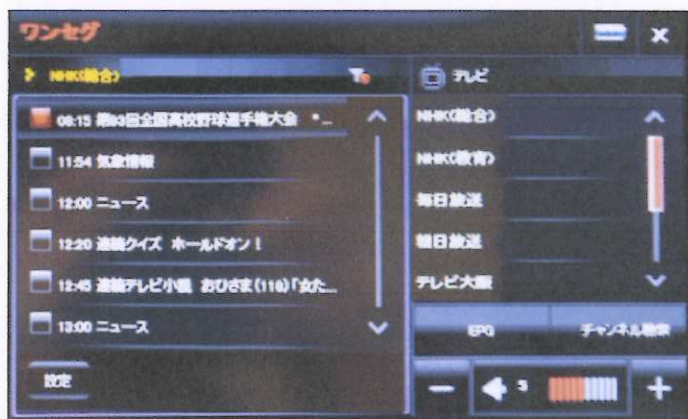 ワンセグ
NHK(総合)
08:15 第93回全国高校野球選手権大会 *...
11:54 気象情報
12:00 ニュース
12:20 連続クイズ ホールドオン!
12:45 連続テレビ小説 おひさま(116)「女た...
13:00 ニュース
設定
テレビ
NHK(総合)
NHK(教育)
毎日放送
朝日放送
テレビ大阪
EPG チャンネル検索
5